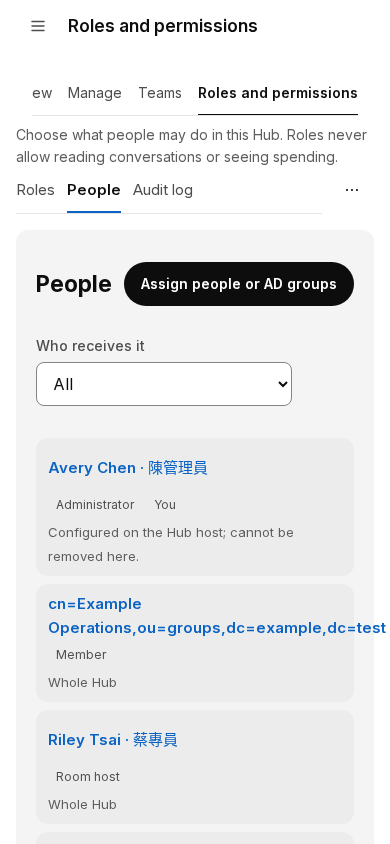 Roles and permissions
ew Manage Teams Roles and permissions
Choose what people may do in this Hub. Roles never
allow reading conversations or seeing spending.
Roles People Audit log ···
People Assign people or AD groups
Who receives it
All
Avery Chen · 陳管理員
Administrator You
Configured on the Hub host; cannot be
removed here.
cn=Example
Operations,ou=groups,dc=example,dc=test
Member
Whole Hub
Riley Tsai · 蔡專員
Room host
Whole Hub